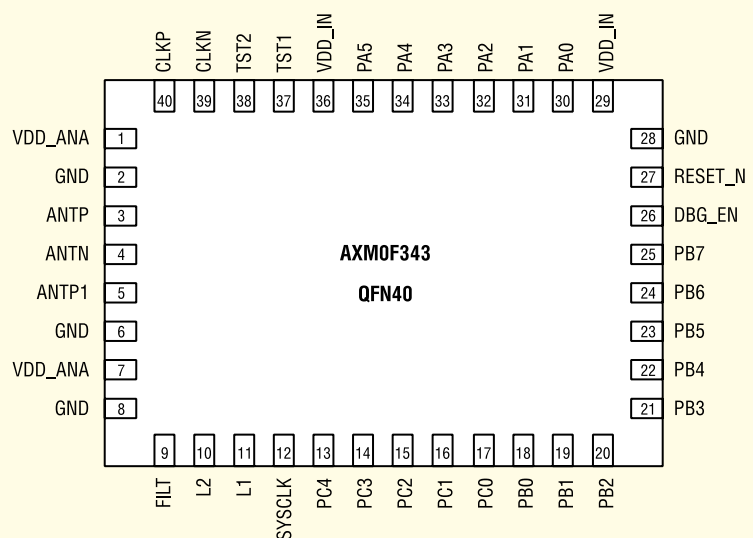 CLKP
CLKN
TST2
TST1
VDD_IN
PA5
PA4
PA3
PA2
PA1
PA0
VDD_IN
40 39 38 37 36 35 34 33 32 31 30 29
VDD_ANA 1
GND 2
ANTP 3
ANTN 4
ANTP1 5
GND 6
VDD_ANA 7
GND 8
AXM0F343
QFN40
28 GND
27 RESET_N
26 DBG_EN
25 PB7
24 PB6
23 PB5
22 PB4
21 PB3
9 10 11 12 13 14 15 16 17 18 19 20
FILT
L2
L1
SYSCLK
PC4
PC3
PC2
PC1
PC0
PB0
PB1
PB2